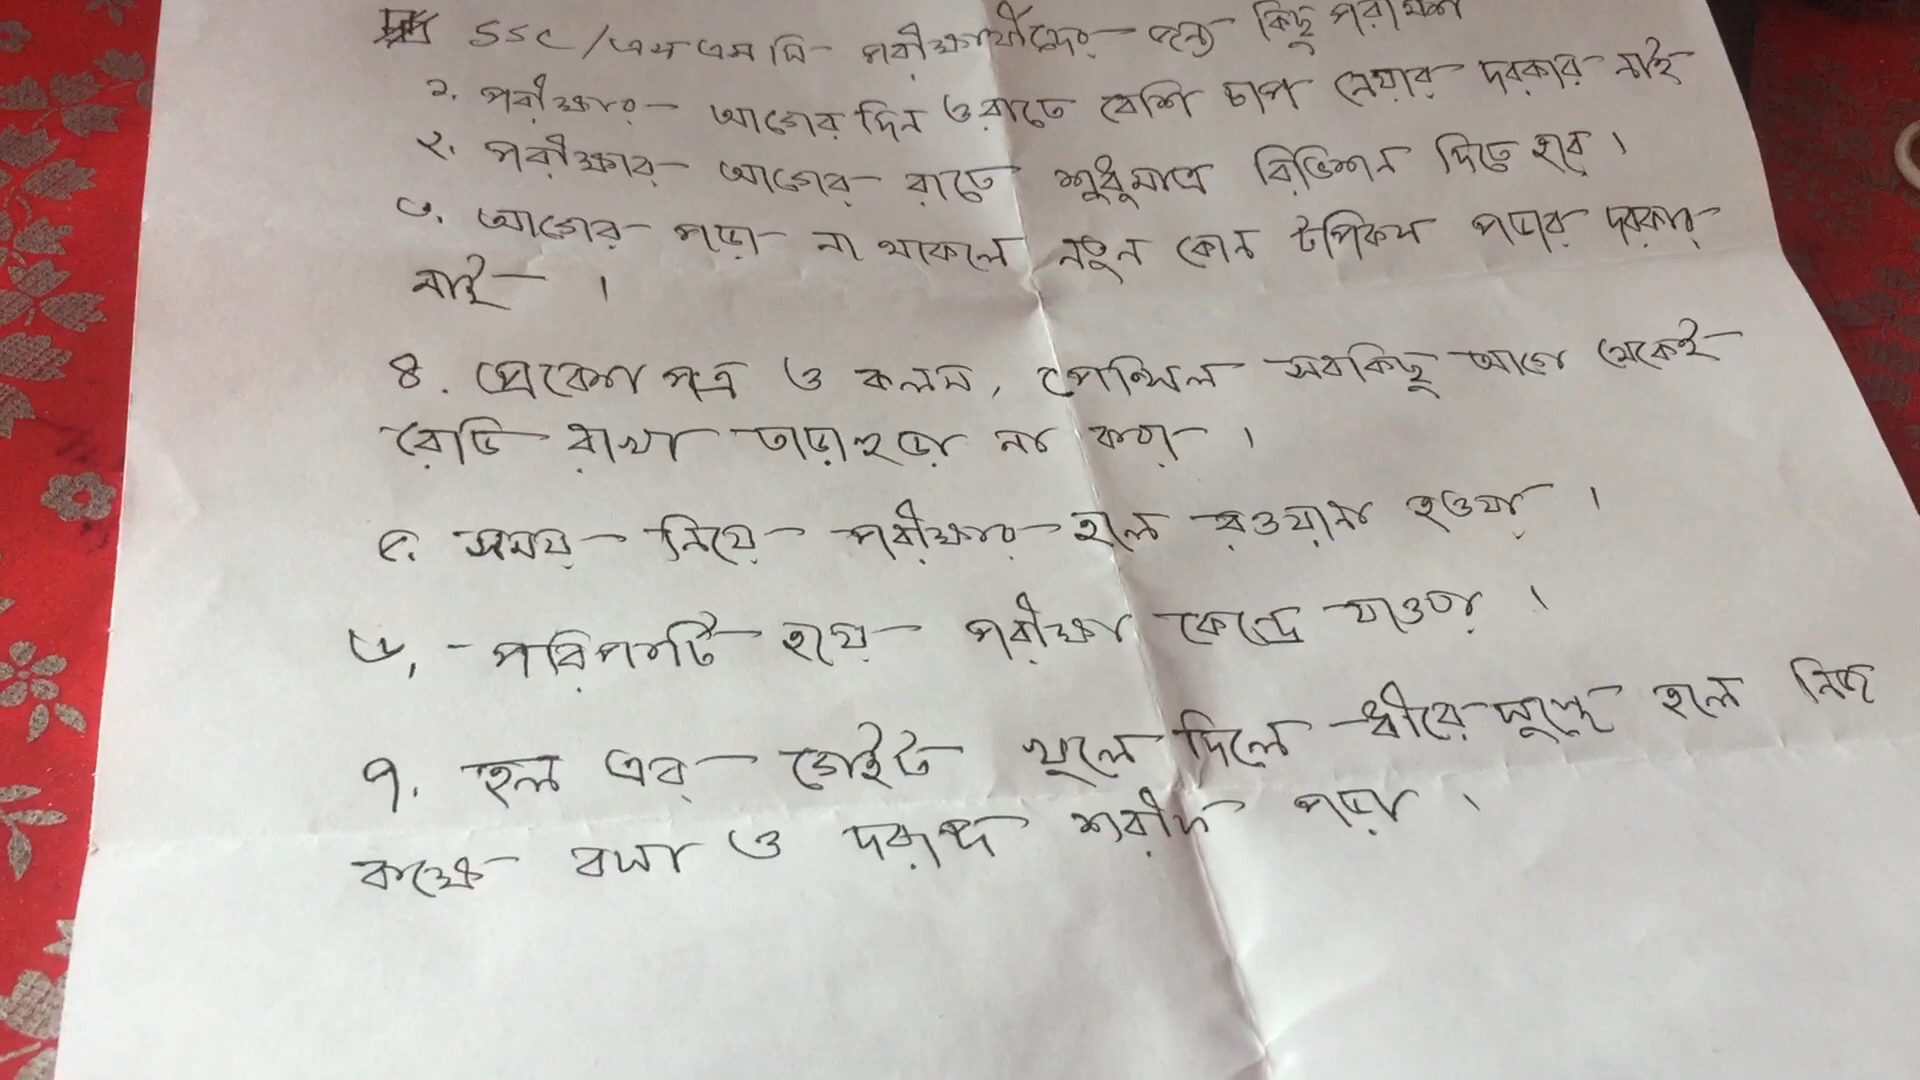 SSC/এসএসসি পরীক্ষার্থীদের জন্য কিছু পরামর্শ
১. পরীক্ষার আগের দিন ও রাতে বেশি চাপ নেয়ার দরকার নাই
২. পরীক্ষার আগের রাতে শুধুমাত্র রিভিশন দিতে হবে।
৩. আগের পড়া না থাকলে নতুন কোন টপিকস পড়ার দরকার
নাই।
৪. প্রবেশ পত্র ও কলম, পেন্সিল সবকিছু আগে থেকেই
রেডি রাখা তাড়াহুড়া না করা।
৫. সময় নিয়ে পরীক্ষার হলে রওয়ানা হওয়া।
৬. - পরিপাটি হয়ে পরীক্ষা কেন্দ্রে যাওয়া।
৭. হল এর গেইট খুলে দিলে ধীরে সুস্থে হলে নিজ
কক্ষে বসা ও দরূদ শরীফ পড়া।